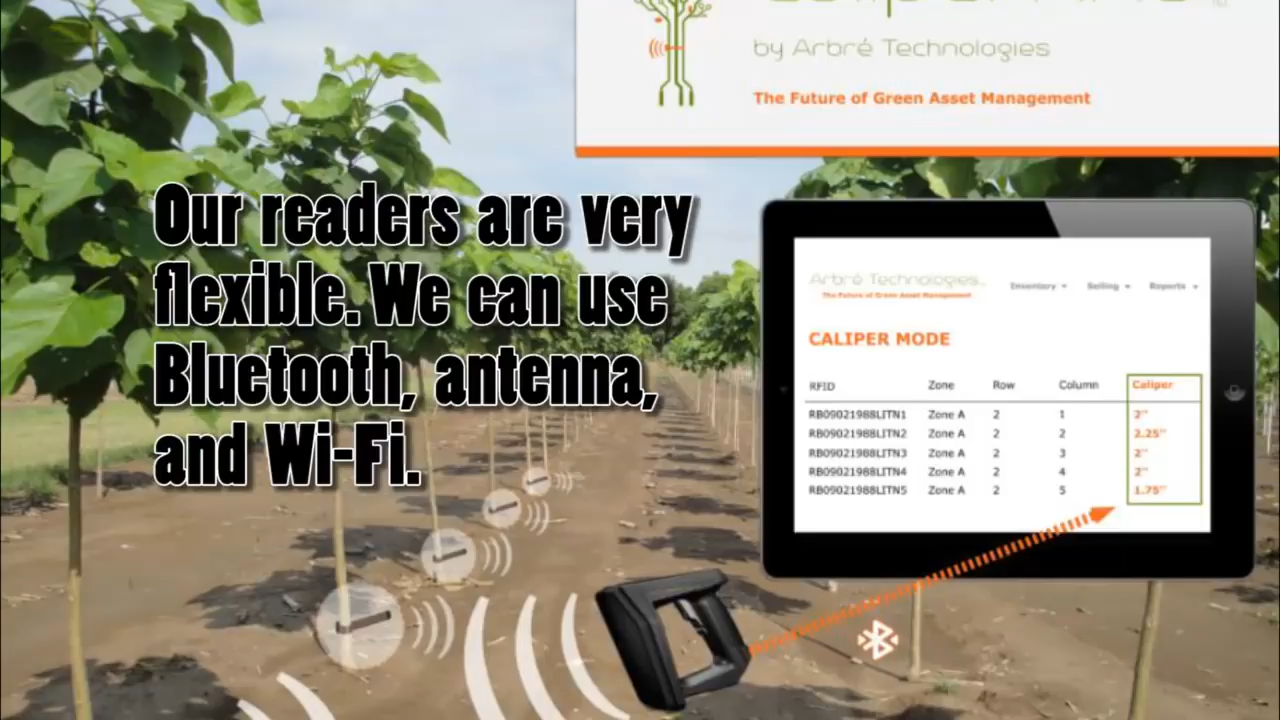 by Arbré Technologies
The Future of Green Asset Management
Our readers are very
flexible. We can use
Bluetooth, antenna,
and Wi-Fi.
Arbré Technologies
The Future of Green Asset Management
Inventory Selling Reports
CALIPER MODE
RFID Zone Row Column Caliper
RB09021988LITN1 Zone A 2 1 2"
RB09021988LITN2 Zone A 2 2 2.25"
RB09021988LITN3 Zone A 2 3 2"
RB09021988LITN4 Zone A 2 4 2"
RB09021988LITN5 Zone A 2 5 1.75"